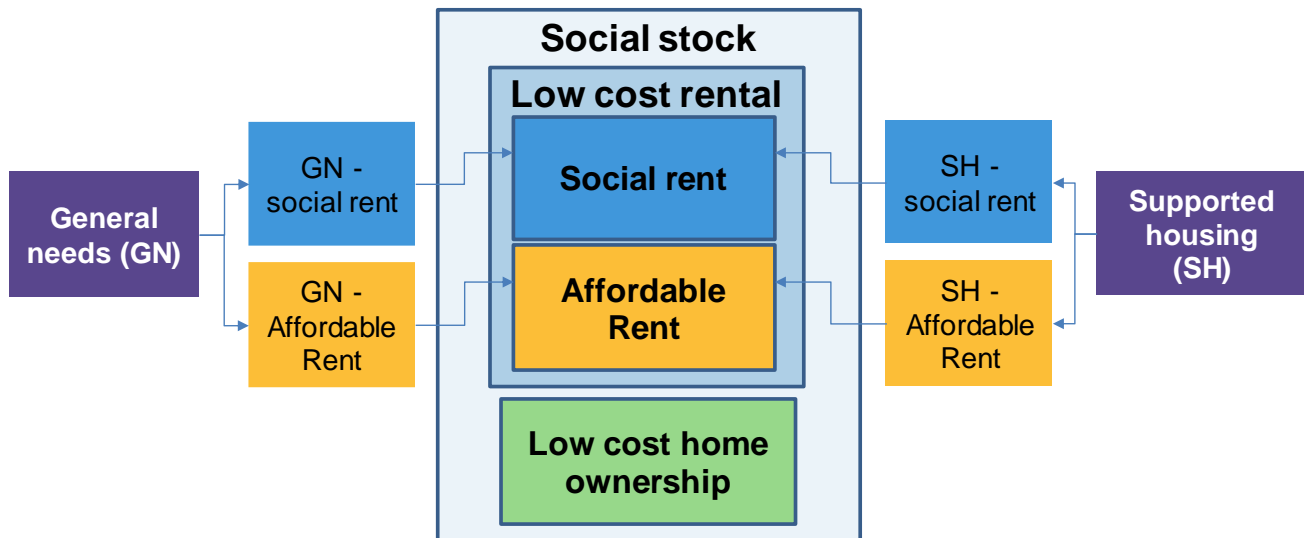 Social stock
Low cost rental
General
needs (GN)
GN -
social rent
GN -
Affordable
Rent
Social rent
Affordable
Rent
Low cost home
ownership
SH -
social rent
SH -
Affordable
Rent
Supported
housing
(SH)